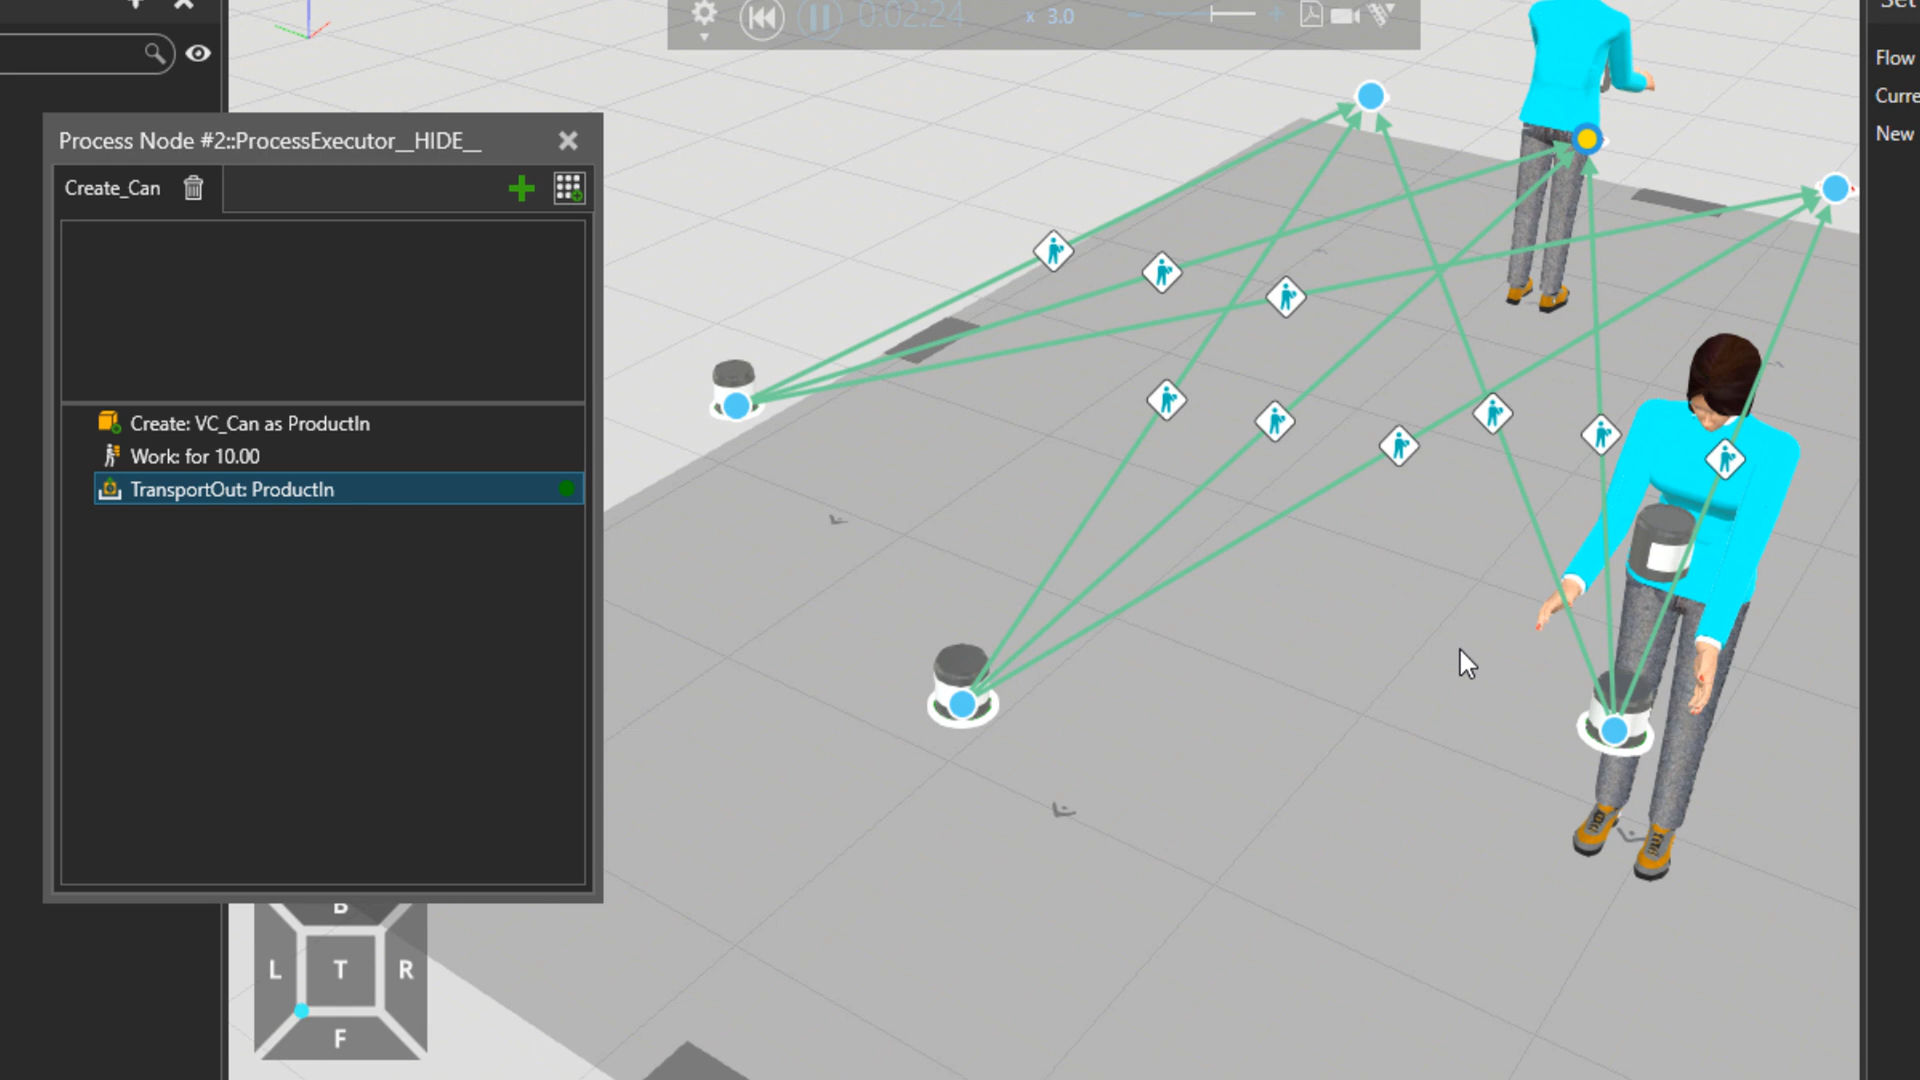 0:02:24
x 3.0
Flow
Curre
New
Process Node #2::ProcessExecutor__HIDE__
Create_Can
Create: VC_Can as ProductIn
Work: for 10.00
TransportOut: ProductIn
B
L
T
R
F